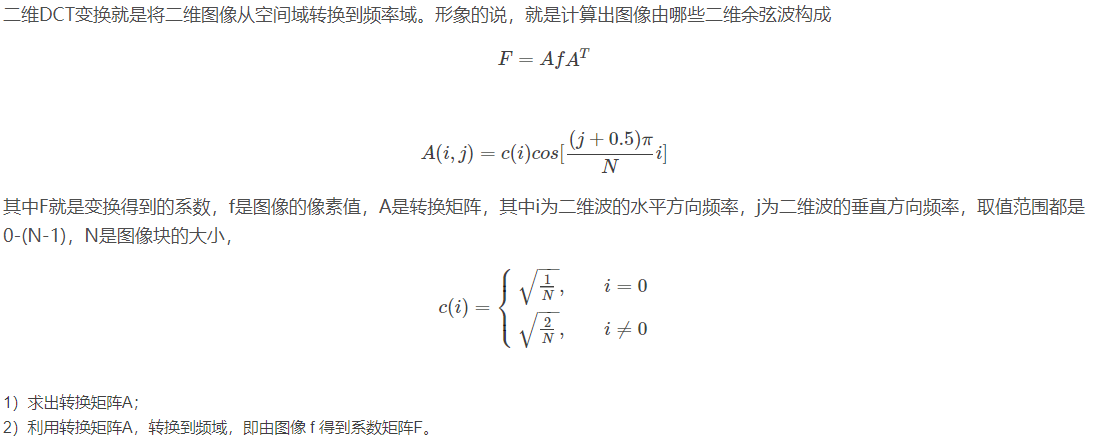 二维DCT变换就是将二维图像从空间域转换到频率域。形象的说，就是计算出图像由哪些二维余弦波构成
F = AfA^T
A(i, j) = c(i)cos[\frac{(j + 0.5)π}{N}i]
其中F就是变换得到的系数，f是图像的像素值，A是转换矩阵，其中i为二维波的水平方向频率，j为二维波的垂直方向频率，取值范围都是
0-(N-1)，N是图像块的大小，
c(i) = \begin{cases} \sqrt{\frac{1}{N}}, & i = 0 \\ \sqrt{\frac{2}{N}}, & i ≠ 0 \end{cases}
1）求出转换矩阵A；
2）利用转换矩阵A，转换到频域，即由图像 f 得到系数矩阵F。